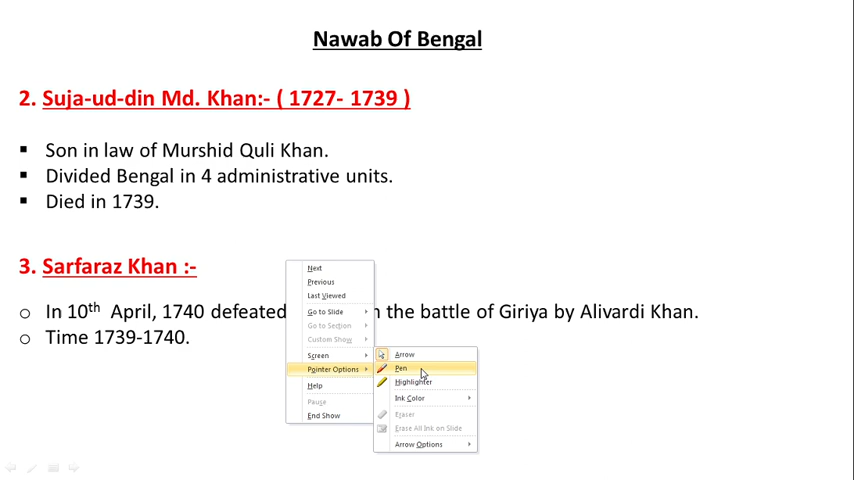 Nawab Of Bengal
2. Suja-ud-din Md. Khan:- ( 1727- 1739 )
▪ Son in law of Murshid Quli Khan.
▪ Divided Bengal in 4 administrative units.
▪ Died in 1739.
3. Sarfaraz Khan :-
o In 10th April, 1740 defeated the battle of Giriya by Alivardi Khan.
o Time 1739-1740.
Next
Previous
Last Viewed
Go to Slide
Go to Section
Custom Show
Screen
Pointer Options
Help
Pause
End Show
Arrow
Pen
Highlighter
Ink Color
Eraser
Erase All Ink on Slide
Arrow Options